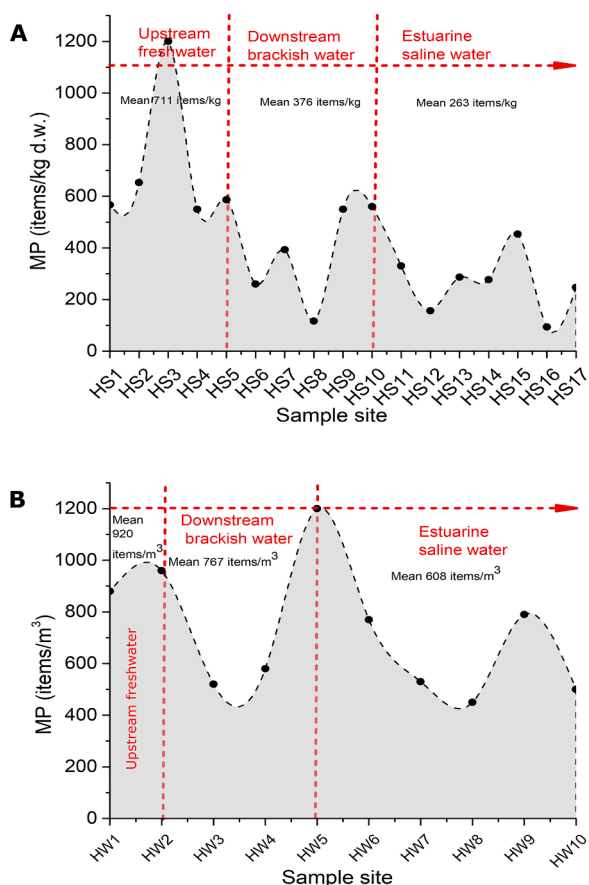 A
Upstream
freshwater
Downstream
brackish water
Estuarine
saline water
Mean 711 items/kg
Mean 376 items/kg
Mean 263 items/kg
MP (items/kg d.w.)
1200
1000
800
600
400
200
0
HS1 HS2 HS3 HS4 HS5 HS6 HS7 HS8 HS9 HS10 HS11 HS12 HS13 HS14 HS15 HS16 HS17
Sample site
B
Mean
920
items/m³
Downstream
brackish water
Mean 767 items/m³
Estuarine
saline water
Mean 608 items/m³
Upstream freshwater
MP (items/m³)
1200
1000
800
600
400
200
0
HW1 HW2 HW3 HW4 HW5 HW6 HW7 HW8 HW9 HW10
Sample site